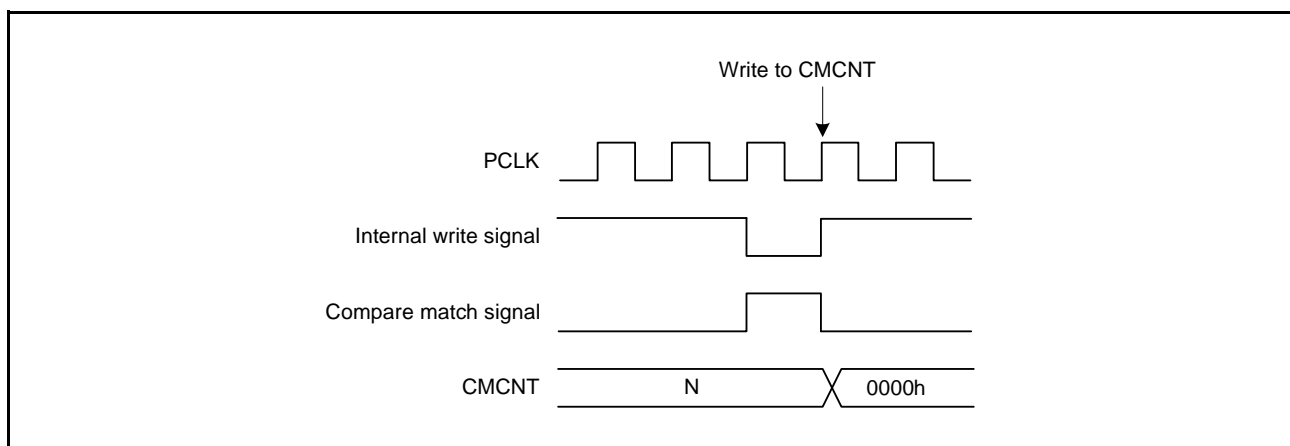 Write to CMCNT
PCLK
Internal write signal
Compare match signal
CMCNT
N
0000h